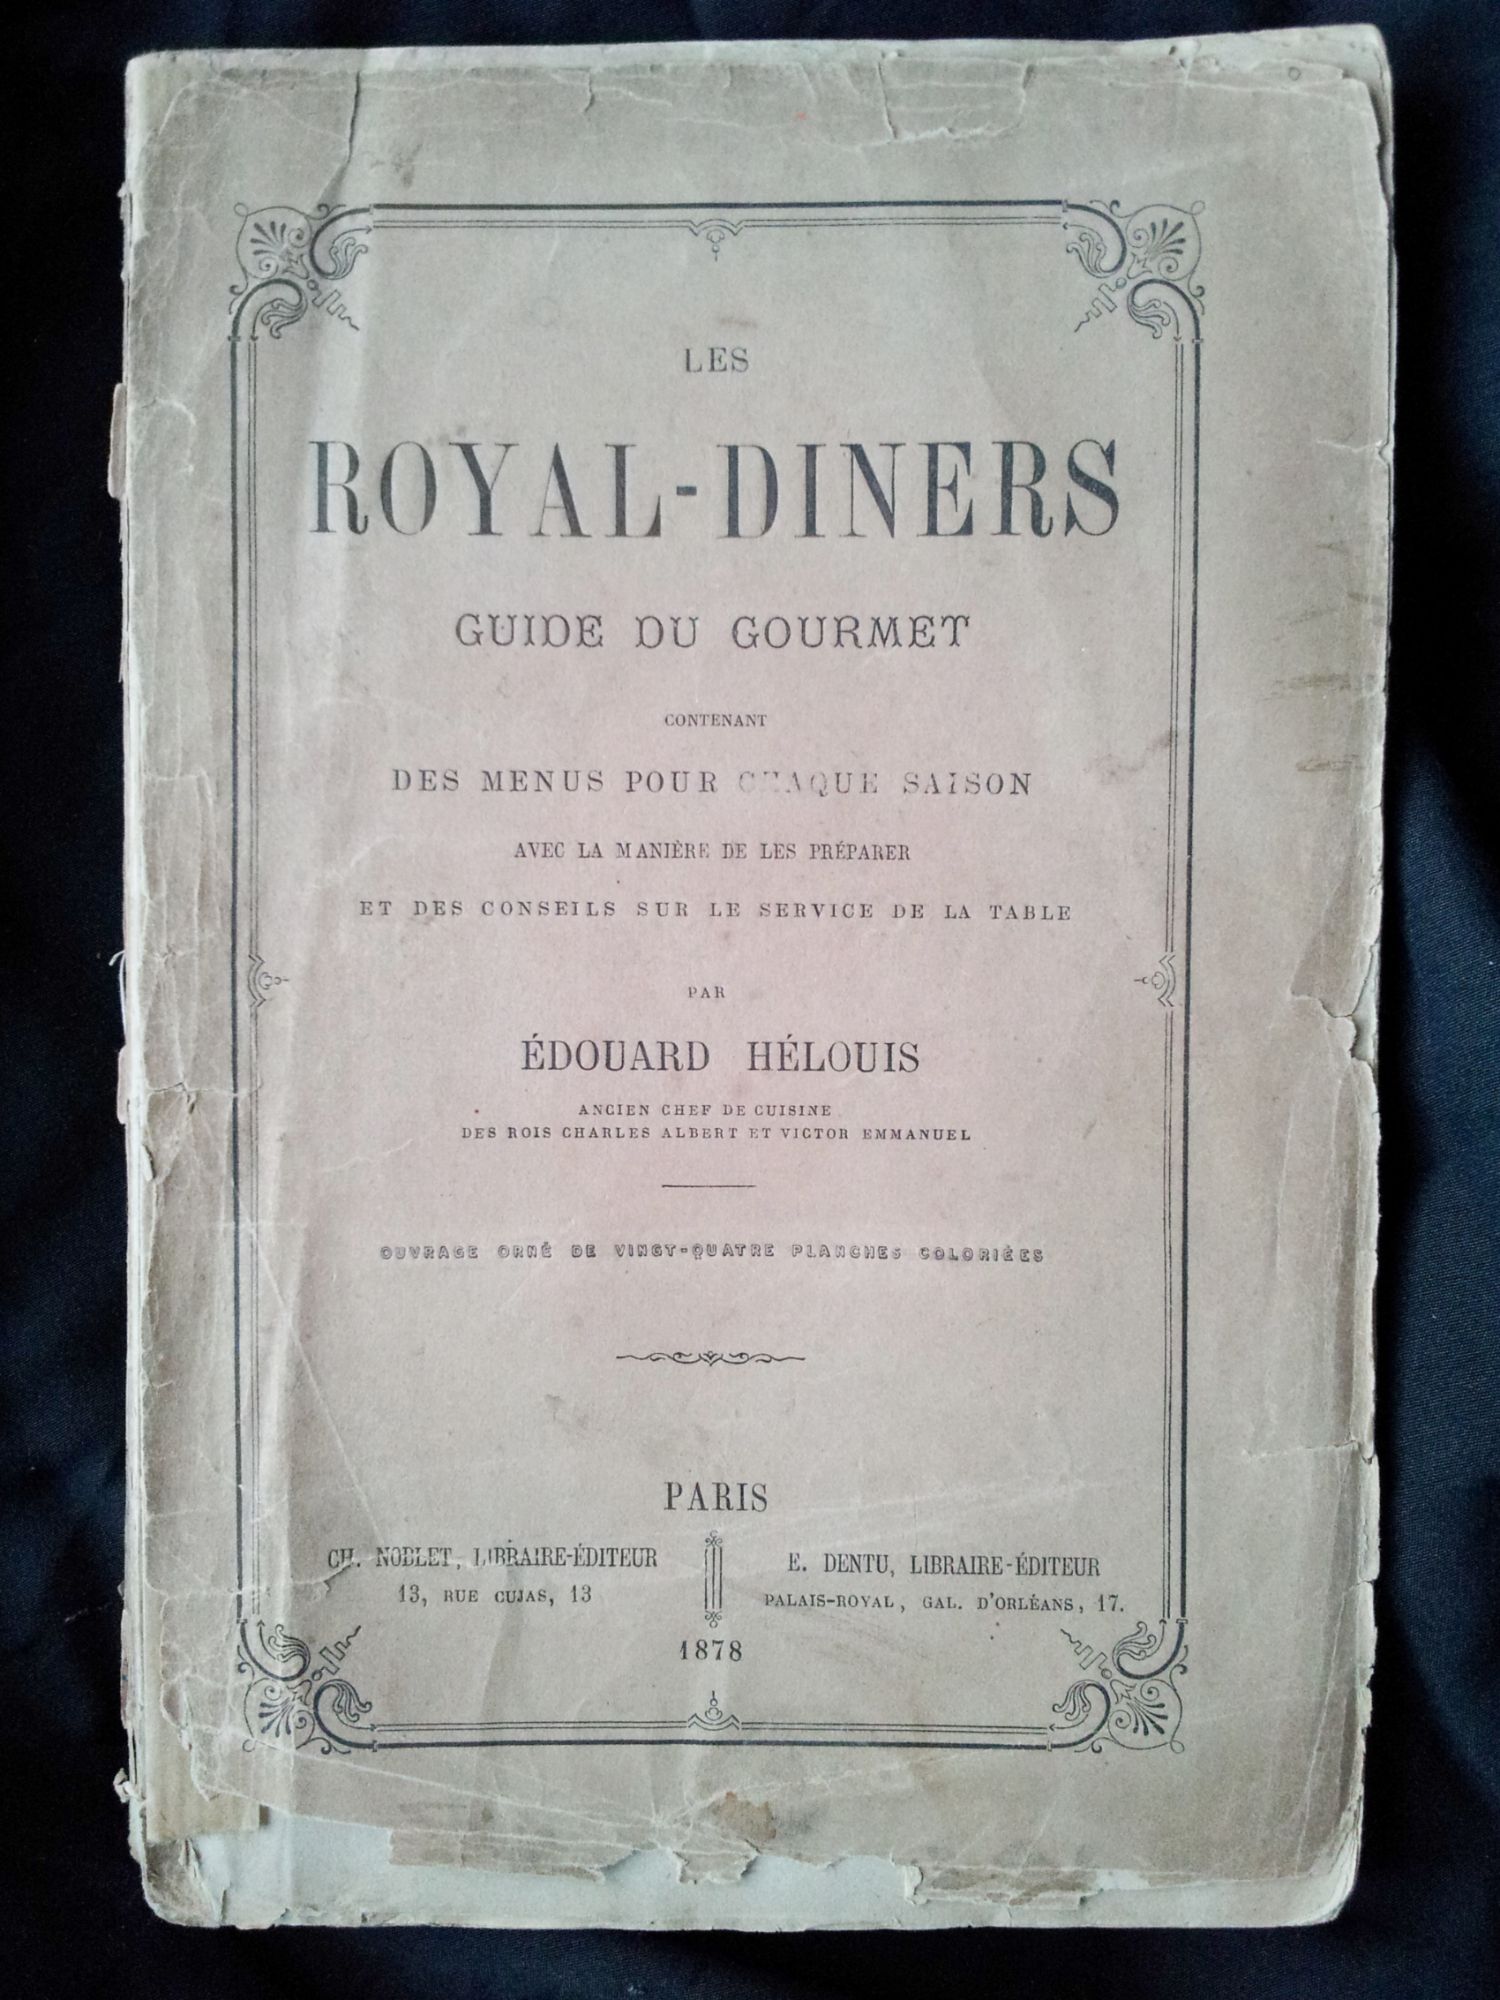 LES
ROYAL-DINERS
GUIDE DU GOURMET
CONTENANT
DES MENUS POUR CHAQUE SAISON
AVEC LA MANIÈRE DE LES PRÉPARER
ET DES CONSEILS SUR LE SERVICE DE LA TABLE
PAR
ÉDOUARD HÉLOUIS
ANCIEN CHEF DE CUISINE
DES ROIS CHARLES ALBERT ET VICTOR EMMANUEL
OUVRAGE ORNÉ DE VINGT-QUATRE PLANCHES COLORIÉES
PARIS
CH. NOBLET, LIBRAIRE-ÉDITEUR
13, RUE CUJAS, 13
E. DENTU, LIBRAIRE-ÉDITEUR
PALAIS-ROYAL, GAL. D'ORLÉANS, 17.
1878